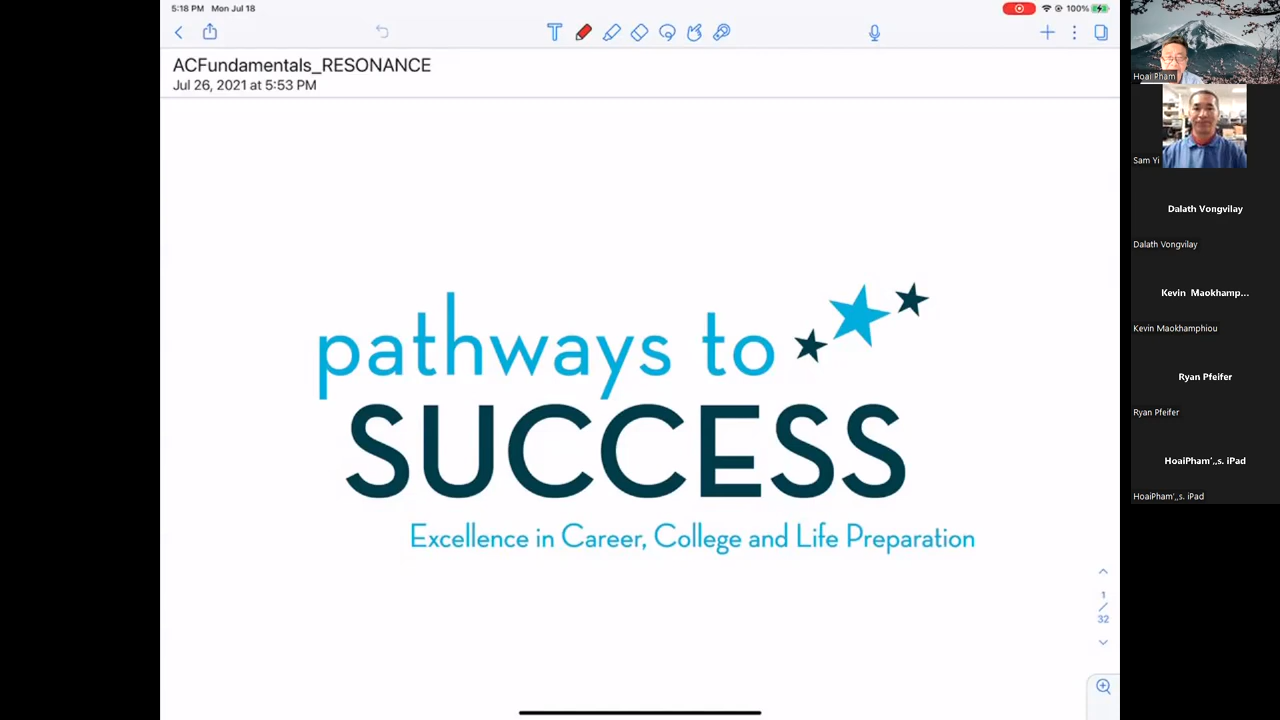 5:18 PM Mon Jul 18
100%
ACFundamentals_RESONANCE
Jul 26, 2021 at 5:53 PM
pathways to
SUCCESS
Excellence in Career, College and Life Preparation
1
/
32
Hoai Pham
Sam Yi
Dalath Vongvilay
Dalath Vongvilay
Kevin Maokhamp...
Kevin Maokhamphiou
Ryan Pfeifer
Ryan Pfeifer
HoaiPham’,,s. iPad
HoaiPham’,,s. iPad